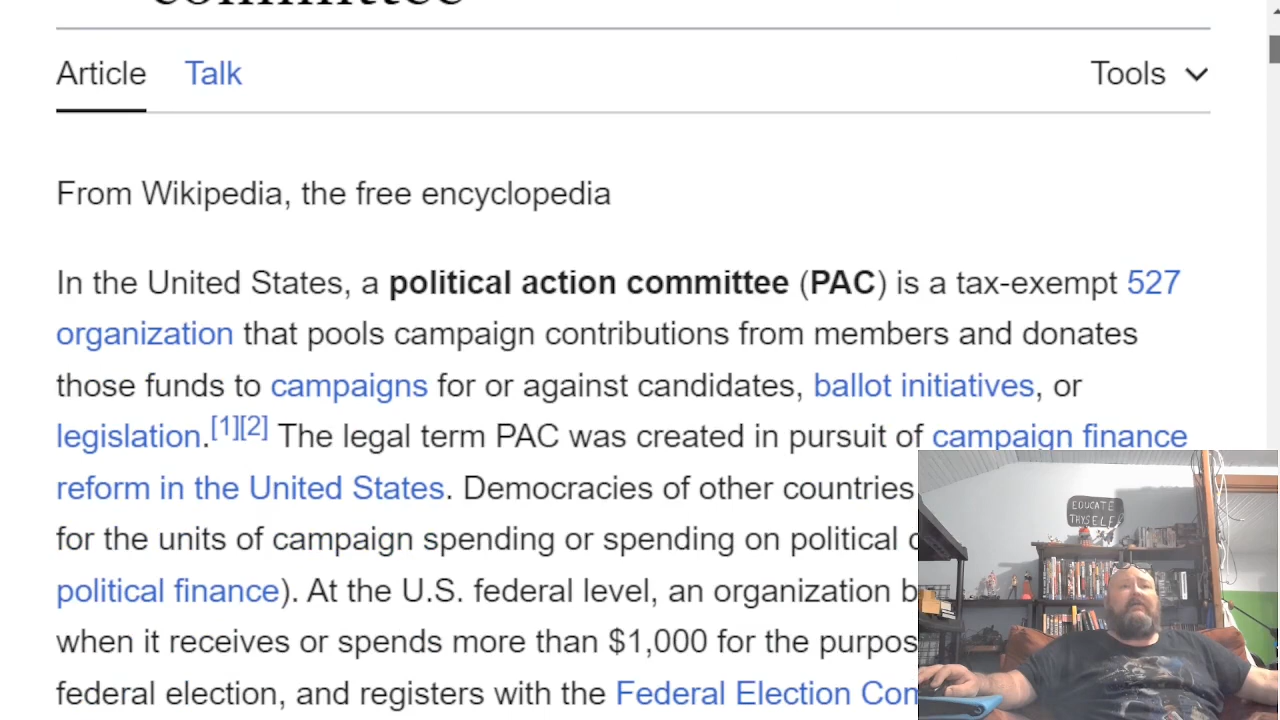 committee
Article Talk Tools
From Wikipedia, the free encyclopedia
In the United States, a political action committee (PAC) is a tax-exempt 527
organization that pools campaign contributions from members and donates
those funds to campaigns for or against candidates, ballot initiatives, or
legislation.[1][2] The legal term PAC was created in pursuit of campaign finance
reform in the United States. Democracies of other countries
for the units of campaign spending or spending on political
political finance). At the U.S. federal level, an organization
when it receives or spends more than $1,000 for the
federal election, and registers with the Federal Election
EDUCATE
THYSELF